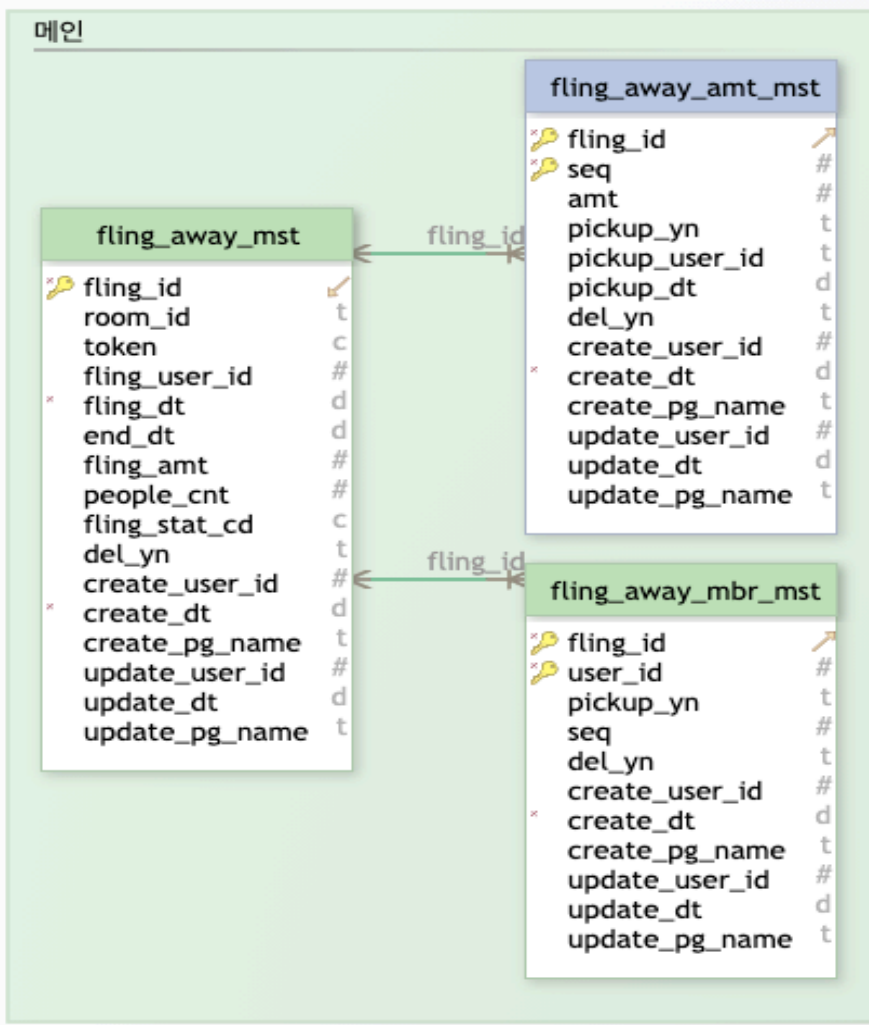 메인
fling_away_mst
fling_id
room_id t
token c
fling_user_id #
fling_dt d
end_dt d
fling_amt #
people_cnt #
fling_stat_cd c
del_yn t
create_user_id #
create_dt d
create_pg_name t
update_user_id #
update_dt d
update_pg_name t
fling_id
fling_id
fling_away_amt_mst
fling_id
seq #
amt #
pickup_yn t
pickup_user_id t
pickup_dt d
del_yn t
create_user_id #
create_dt d
create_pg_name t
update_user_id #
update_dt d
update_pg_name t
fling_away_mbr_mst
fling_id
user_id #
pickup_yn t
seq #
del_yn t
create_user_id #
create_dt d
create_pg_name t
update_user_id #
update_dt d
update_pg_name t